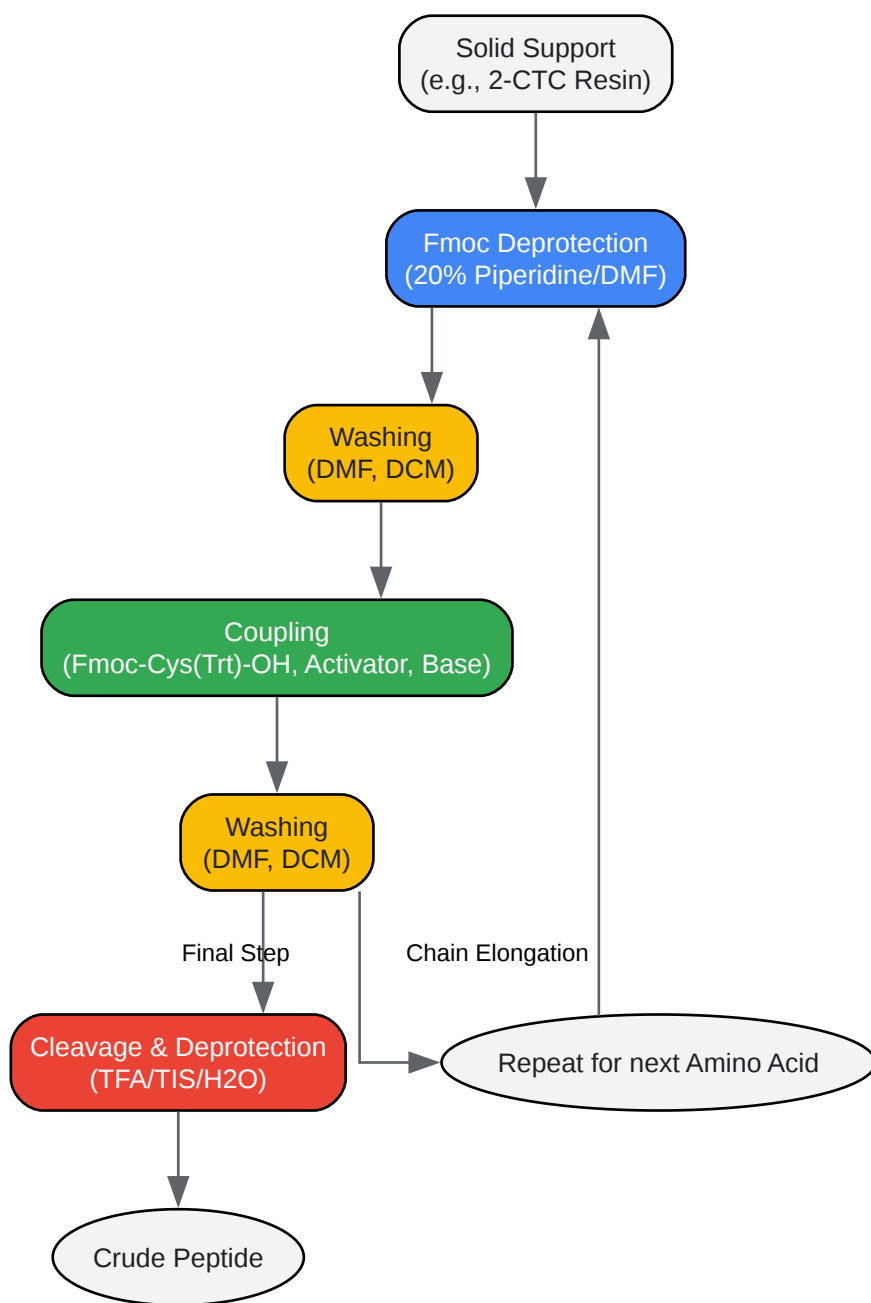 Solid Support
(e.g., 2-CTC Resin)
Fmoc Deprotection
(20% Piperidine/DMF)
Washing
(DMF, DCM)
Coupling
(Fmoc-Cys(Trt)-OH, Activator, Base)
Washing
(DMF, DCM)
Final Step
Chain Elongation
Cleavage & Deprotection
(TFA/TIS/H2O)
Repeat for next Amino Acid
Crude Peptide